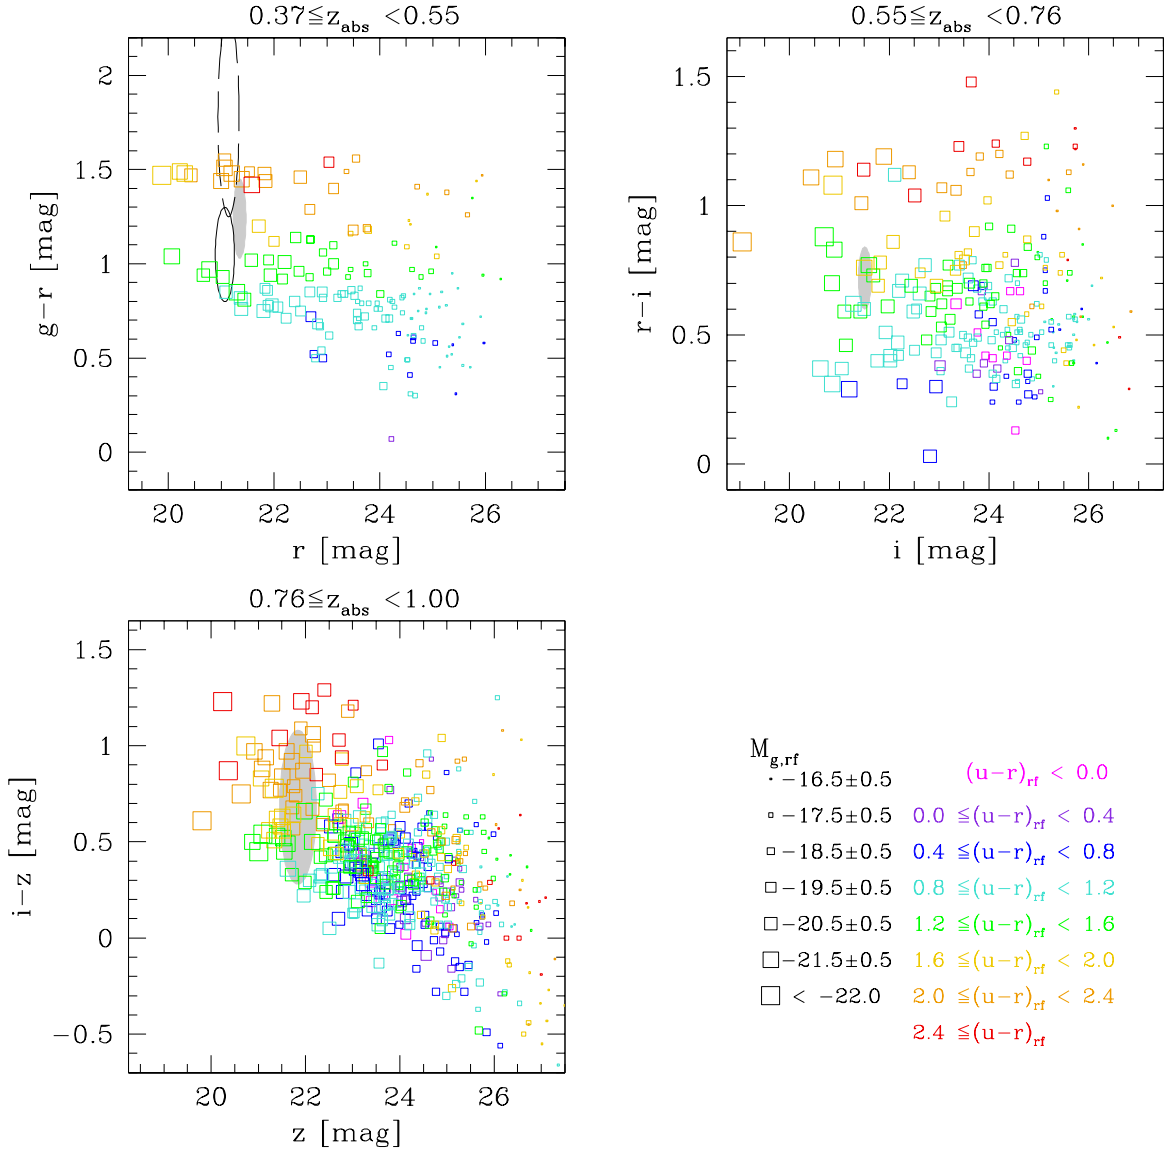 0.37≦z_abs <0.55
2
1.5
1
0.5
0
g−r [mag]
20 22 24 26
r [mag]
0.55≦z_abs <0.76
1.5
1
0.5
0
r−i [mag]
20 22 24 26
i [mag]
0.76≦z_abs <1.00
1.5
1
0.5
0
−0.5
i−z [mag]
20 22 24 26
z [mag]
M_g,rf
−16.5±0.5 (u−r)_rf < 0.0
−17.5±0.5 0.0 ≦(u−r)_rf < 0.4
−18.5±0.5 0.4 ≦(u−r)_rf < 0.8
−19.5±0.5 0.8 ≦(u−r)_rf < 1.2
−20.5±0.5 1.2 ≦(u−r)_rf < 1.6
−21.5±0.5 1.6 ≦(u−r)_rf < 2.0
< −22.0 2.0 ≦(u−r)_rf < 2.4
2.4 ≦(u−r)_rf